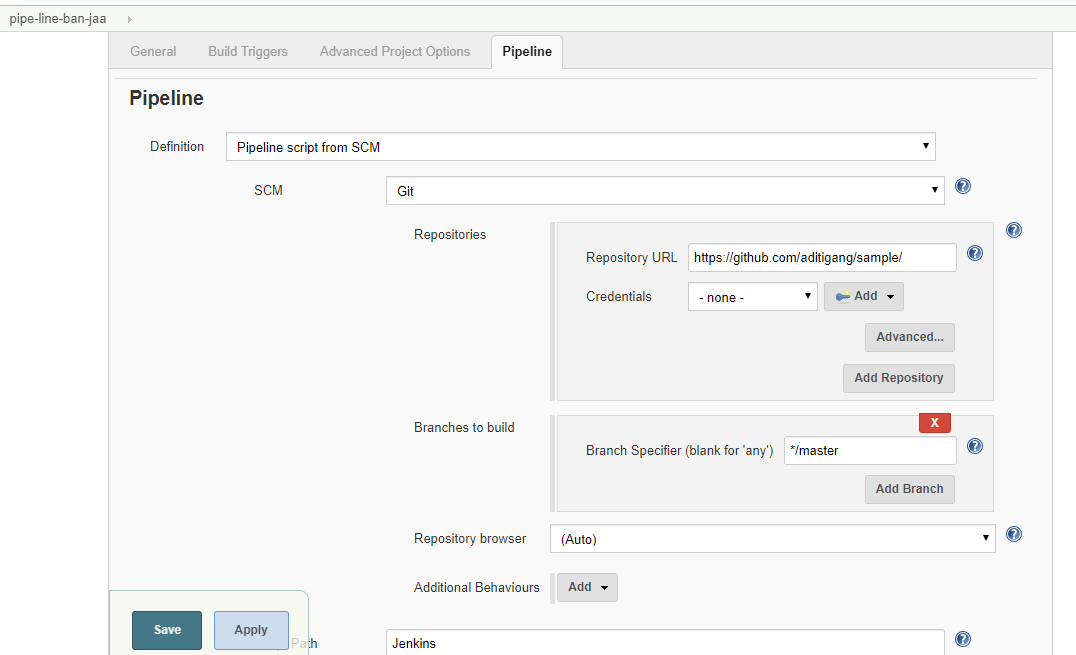 pipe-line-ban-jaa
General Build Triggers Advanced Project Options Pipeline
Pipeline
Definition Pipeline script from SCM
SCM Git
Repositories
Repository URL https://github.com/aditigang/sample/
Credentials - none - Add
Advanced...
Add Repository
Branches to build
X
Branch Specifier (blank for 'any') */master
Add Branch
Repository browser (Auto)
Additional Behaviours Add
Save Apply
Path Jenkins